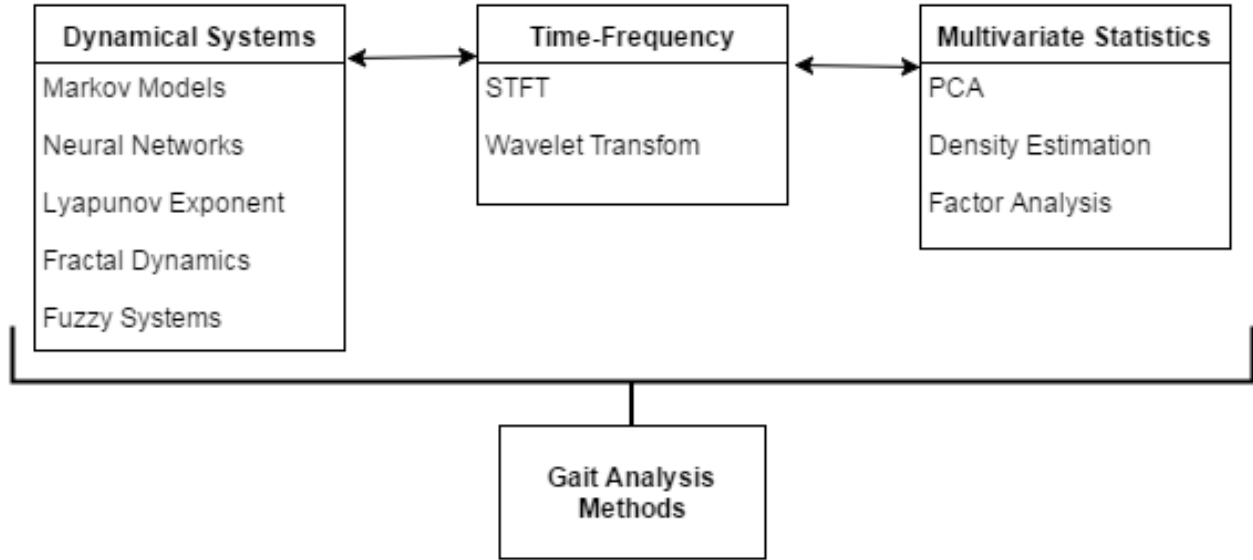 Dynamical Systems
Markov Models
Neural Networks
Lyapunov Exponent
Fractal Dynamics
Fuzzy Systems
Time-Frequency
STFT
Wavelet Transfom
Multivariate Statistics
PCA
Density Estimation
Factor Analysis
Gait Analysis
Methods